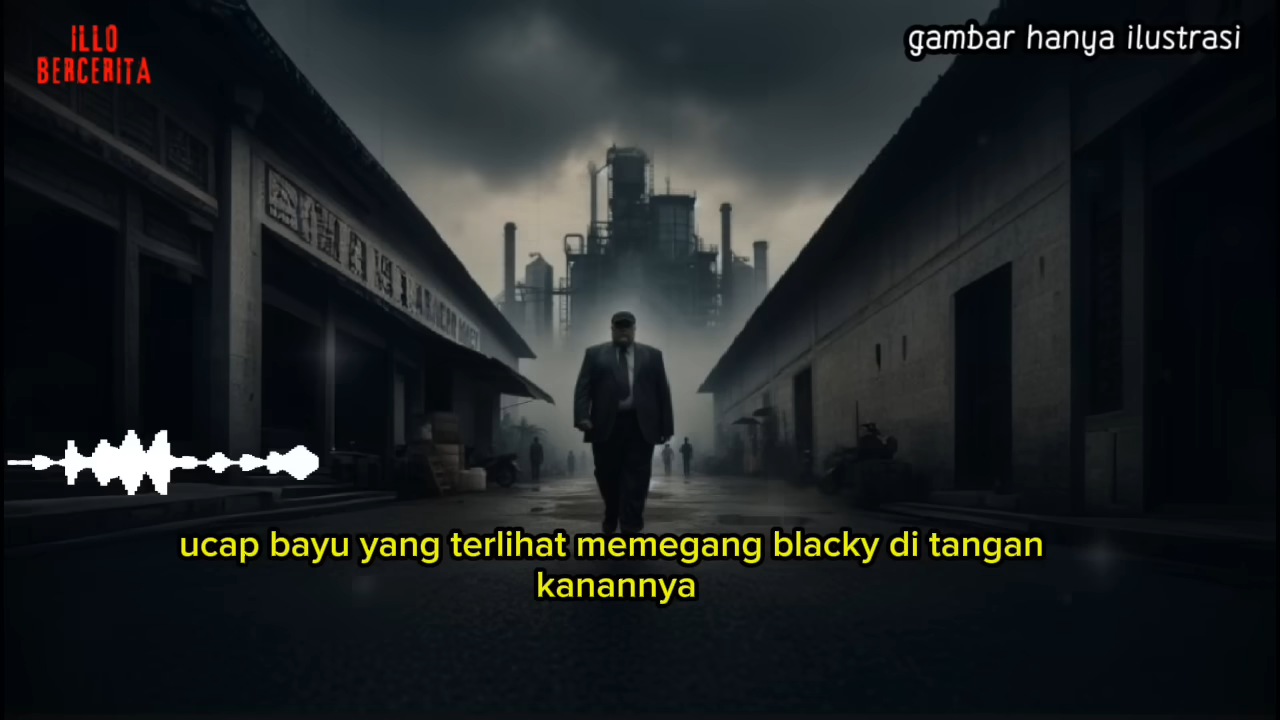 ILLO
BERCERITA
gambar hanya ilustrasi
ucap bayu yang terlihat memegang blacky di tangan
kanannya